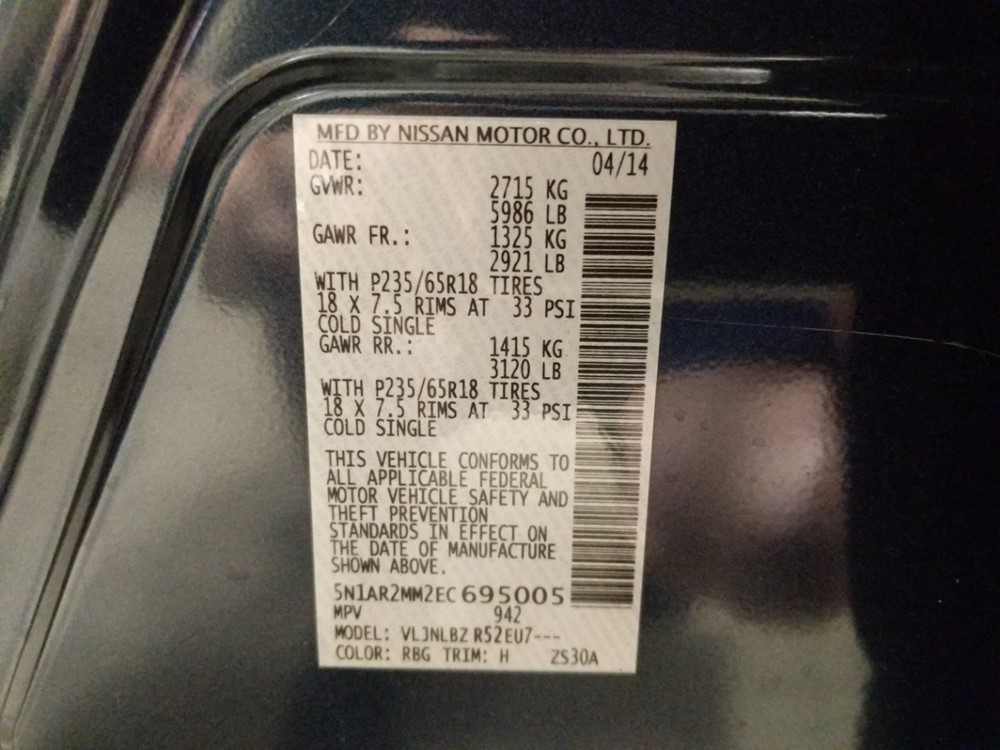 MFD BY NISSAN MOTOR CO., LTD.
DATE: 04/14
GVWR: 2715 KG
5986 LB
GAWR FR.: 1325 KG
2921 LB
WITH P235/65R18 TIRES
18 X 7.5 RIMS AT 33 PSI
COLD SINGLE
GAWR RR.: 1415 KG
3120 LB
WITH P235/65R18 TIRES
18 X 7.5 RIMS AT 33 PSI
COLD SINGLE
THIS VEHICLE CONFORMS TO
ALL APPLICABLE FEDERAL
MOTOR VEHICLE SAFETY AND
THEFT PREVENTION
STANDARDS IN EFFECT ON
THE DATE OF MANUFACTURE
SHOWN ABOVE.
5N1AR2MM2EC695005
MPV 942
MODEL: VLJNLBZ R52EU7---
COLOR: RBG TRIM: H ZS30A